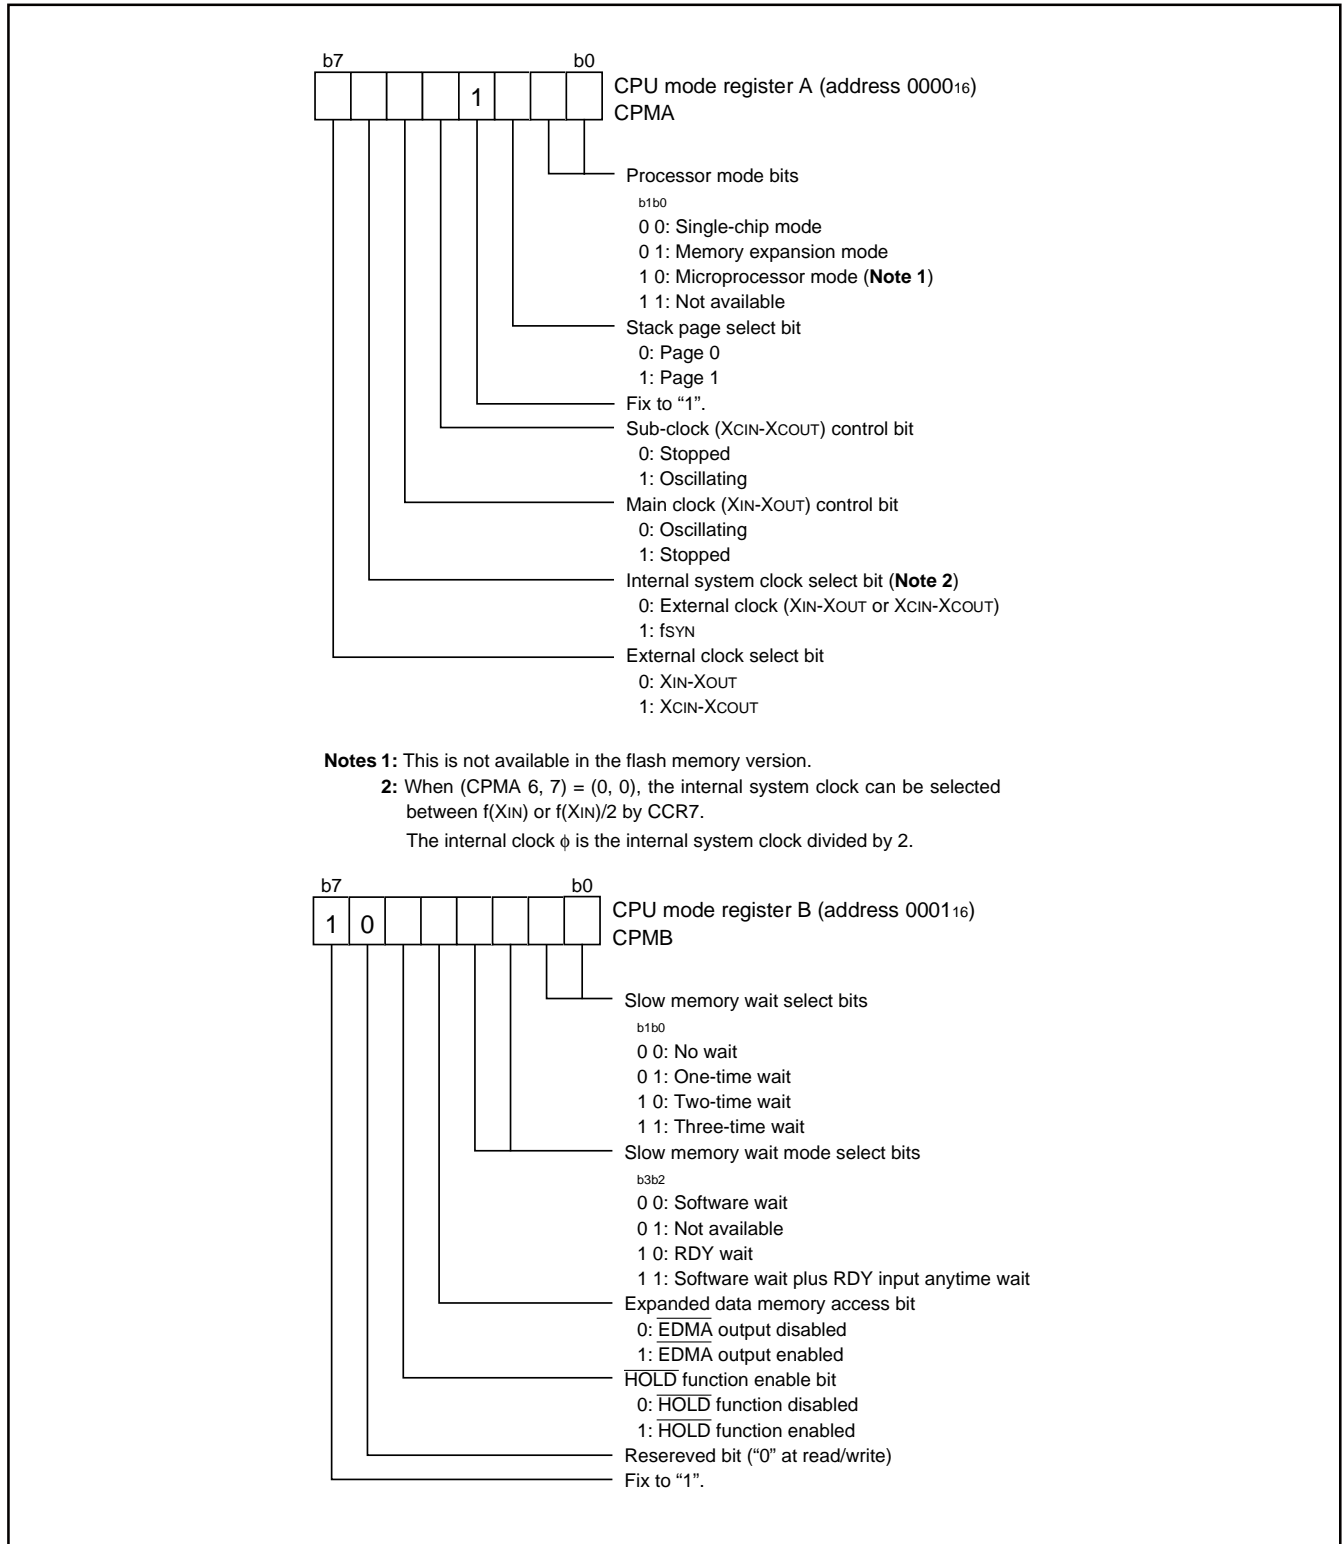 b7 b0
1
CPU mode register A (address 000016)
CPMA
Processor mode bits
b1b0
0 0: Single-chip mode
0 1: Memory expansion mode
1 0: Microprocessor mode (Note 1)
1 1: Not available
Stack page select bit
0: Page 0
1: Page 1
Fix to “1”.
Sub-clock (XCIN-XCOUT) control bit
0: Stopped
1: Oscillating
Main clock (XIN-XOUT) control bit
0: Oscillating
1: Stopped
Internal system clock select bit (Note 2)
0: External clock (XIN-XOUT or XCIN-XCOUT)
1: fSYN
External clock select bit
0: XIN-XOUT
1: XCIN-XCOUT
Notes 1: This is not available in the flash memory version.
2: When (CPMA 6, 7) = (0, 0), the internal system clock can be selected
between f(XIN) or f(XIN)/2 by CCR7.
The internal clock ϕ is the internal system clock divided by 2.
b7 b0
1 0
CPU mode register B (address 000116)
CPMB
Slow memory wait select bits
b1b0
0 0: No wait
0 1: One-time wait
1 0: Two-time wait
1 1: Three-time wait
Slow memory wait mode select bits
b3b2
0 0: Software wait
0 1: Not available
1 0: RDY wait
1 1: Software wait plus RDY input anytime wait
Expanded data memory access bit
0: EDMA output disabled
1: EDMA output enabled
HOLD function enable bit
0: HOLD function disabled
1: HOLD function enabled
Resereved bit (“0” at read/write)
Fix to “1”.